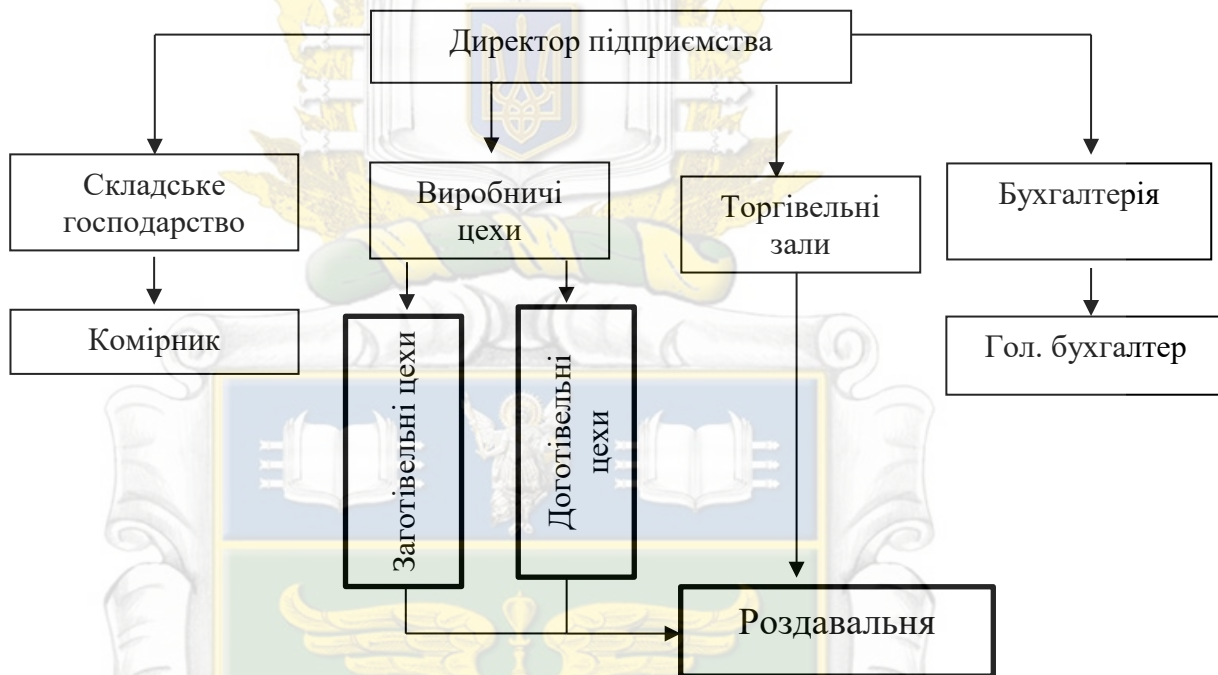 Директор підприємства
Складське
господарство
Виробничі
цехи
Торгівельні
зали
Бухгалтерія
Комірник
Заготівельні цехи
Доготівельні
цехи
Гол. бухгалтер
Роздавальня